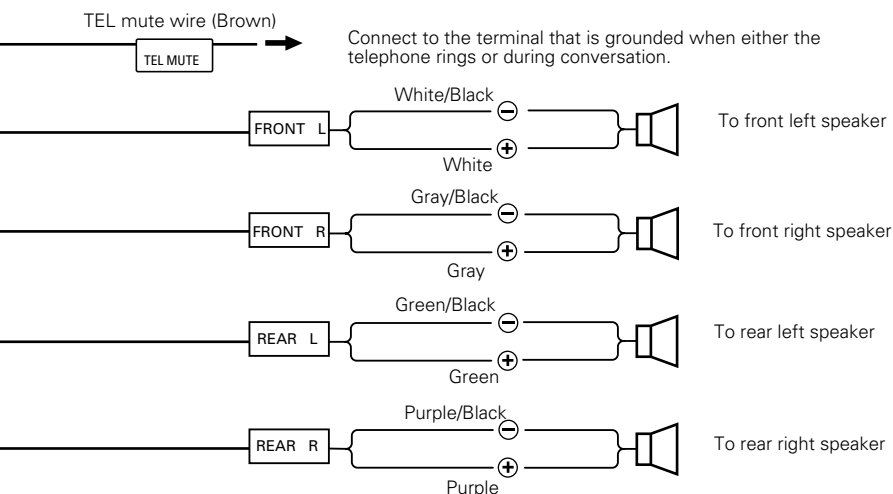 TEL mute wire (Brown)
TEL MUTE
Connect to the terminal that is grounded when either the
telephone rings or during conversation.
White/Black
FRONT L
White
To front left speaker
Gray/Black
FRONT R
Gray
To front right speaker
Green/Black
REAR L
Green
To rear left speaker
Purple/Black
REAR R
Purple
To rear right speaker